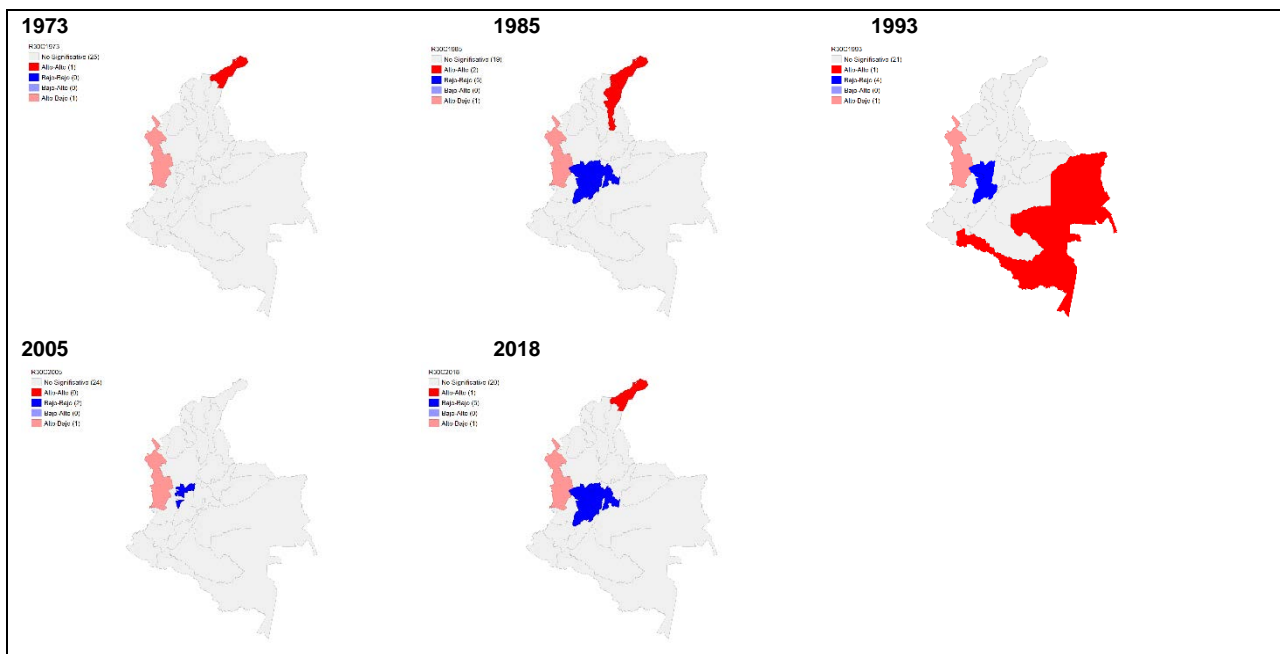 1973
No Significativo (25)
Alto-Alto (1)
Bajo-Bajo (0)
Bajo-Alto (0)
Alto Bajo (1)
1985
No Significativo (19)
Alto-Alto (2)
Bajo-Bajo
Bajo-Alto (0)
Alto Bajo (1)
1993
No Significativo (21)
Alto-Alto (1)
Bajo-Bajo (4)
Bajo-Alto (0)
Alto Bajo (1)
2005
R30C2005
No Significativo (24)
Alto-Alto (0)
Bajo-Bajo (2)
Bajo-Alto (0)
Alto Bajo (1)
2018
R30C2018
No Significativo (20)
Alto-Alto (1)
Bajo-Bajo (5)
Bajo-Alto (0)
Alto Bajo (1)